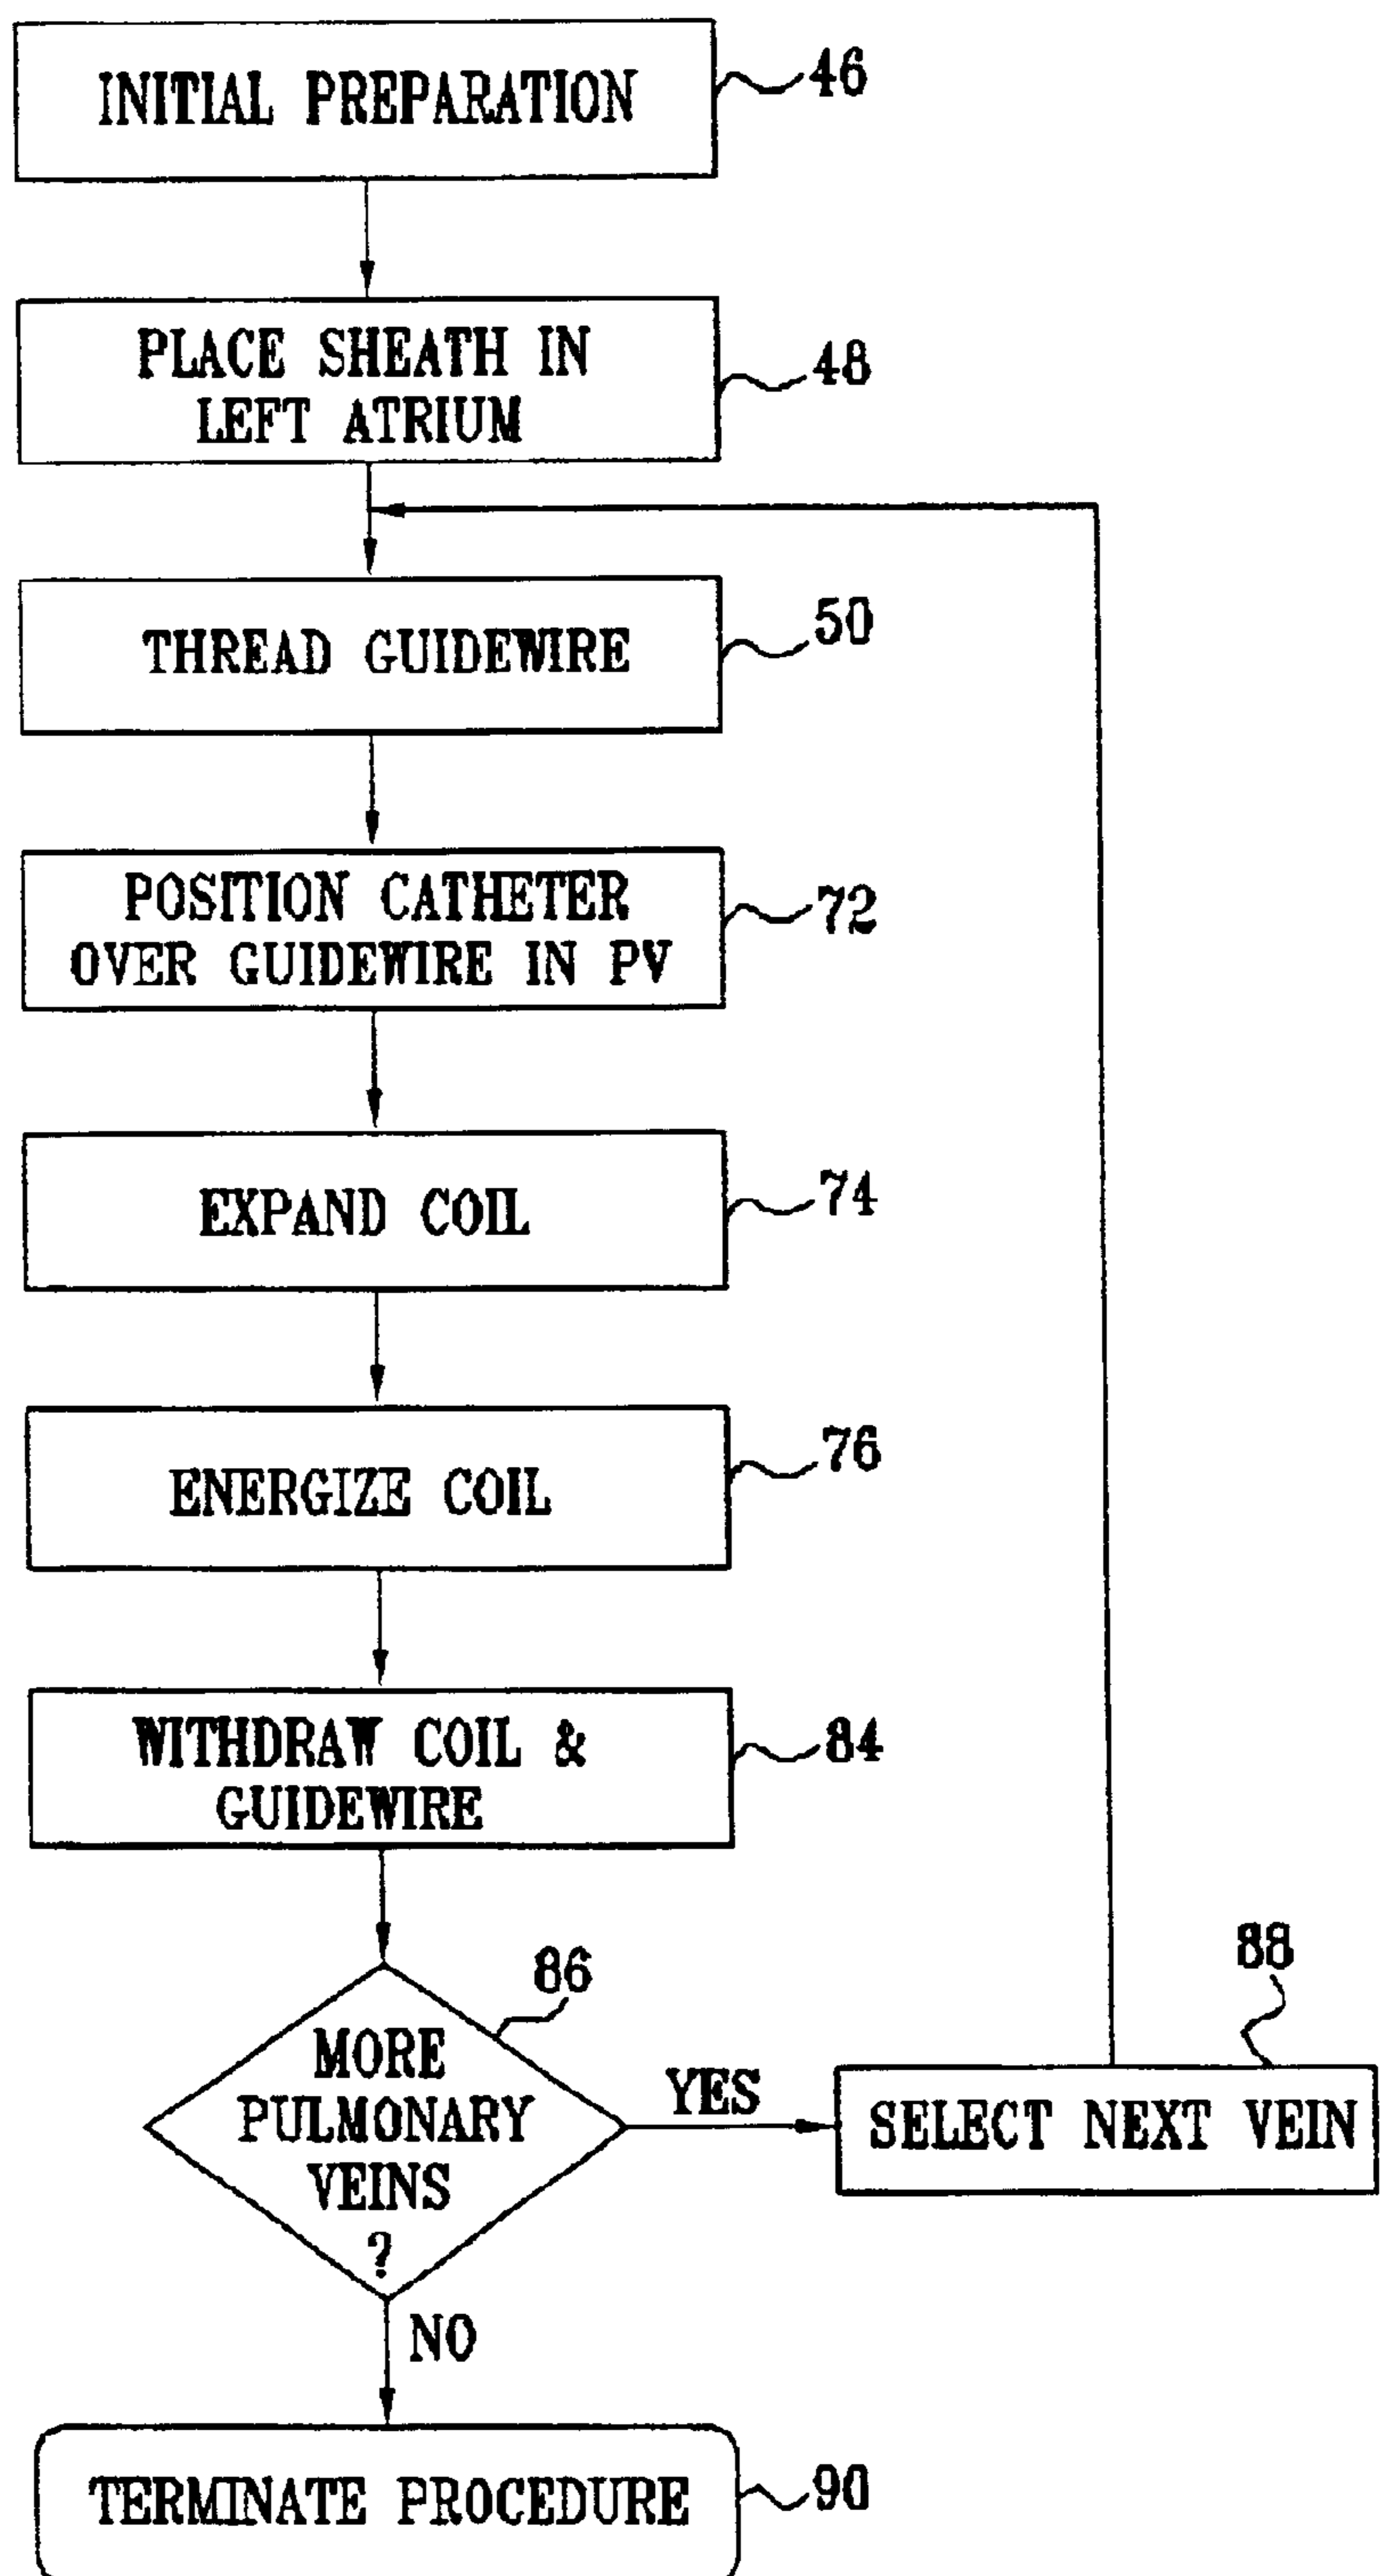 INITIAL PREPARATION
46
PLACE SHEATH IN
LEFT ATRIUM
48
THREAD GUIDEWIRE
50
POSITION CATHETER
OVER GUIDEWIRE IN PV
72
EXPAND COIL
74
ENERGIZE COIL
76
WITHDRAW COIL &
GUIDEWIRE
84
86
MORE
PULMONARY
VEINS
?
YES
88
SELECT NEXT VEIN
NO
TERMINATE PROCEDURE
90